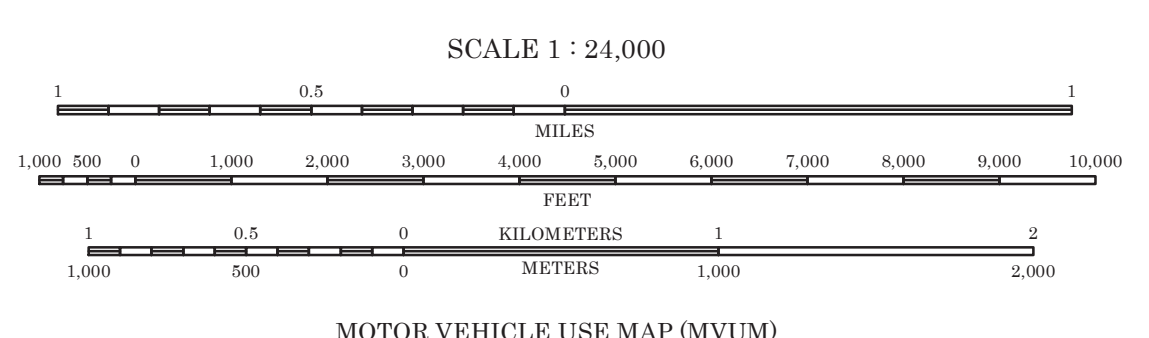 SCALE 1 : 24,000
1 0.5 0 1
MILES
1,000 500 0 1,000 2,000 3,000 4,000 5,000 6,000 7,000 8,000 9,000 10,000
FEET
1 0.5 0 KILOMETERS 1 2
1,000 500 0 METERS 1,000 2,000
MOTOR VEHICLE USE MAP (MVUM)